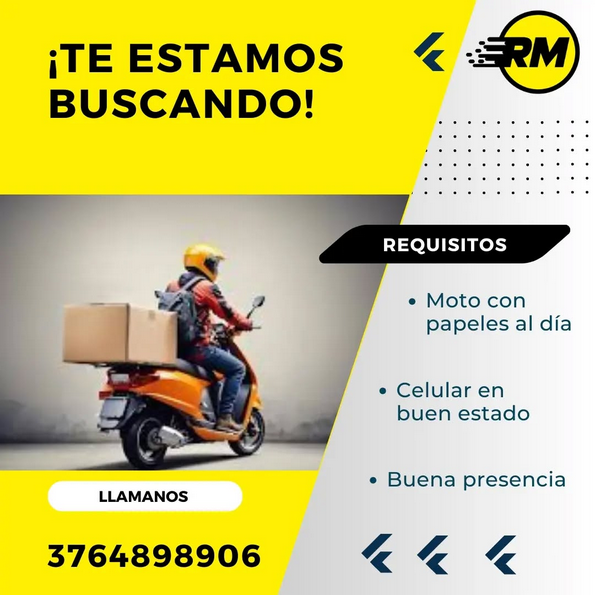 ¡TE ESTAMOS
BUSCANDO!
RM
REQUISITOS
• Moto con
papeles al día
• Celular en
buen estado
• Buena presencia
LLAMANOS
3764898906